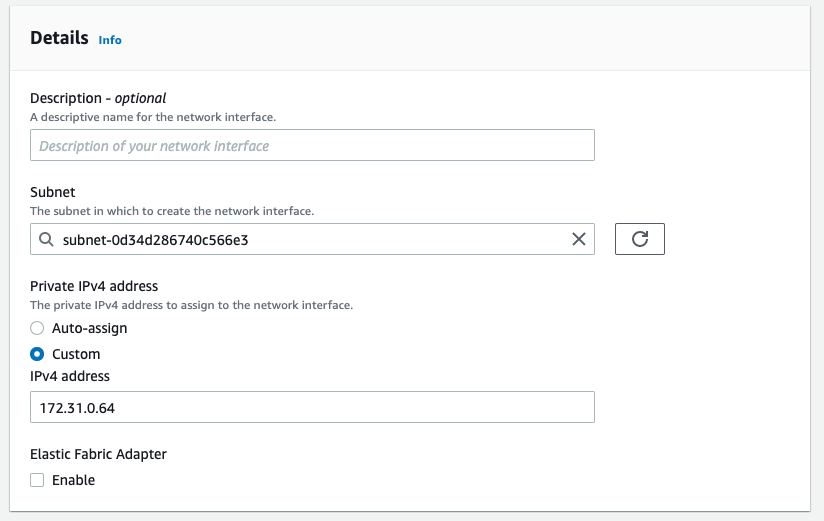 Details Info
Description - optional
A descriptive name for the network interface.
Description of your network interface
Subnet
The subnet in which to create the network interface.
subnet-0d34d286740c566e3
Private IPv4 address
The private IPv4 address to assign to the network interface.
Auto-assign
Custom
IPv4 address
172.31.0.64
Elastic Fabric Adapter
Enable